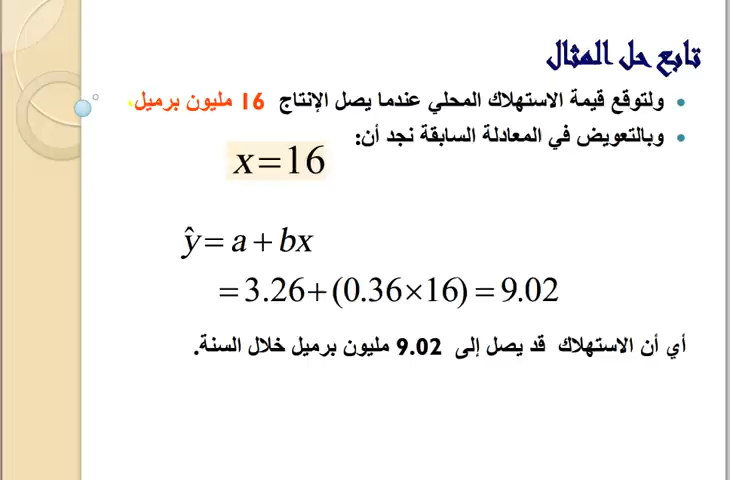 تابع حل المثال
• ولتوقع قيمة الاستهلاك المحلي عندما يصل الإنتاج 16 مليون برميل،
• وبالتعويض في المعادلة السابقة نجد أن:
x=16
ŷ= a + bx
= 3.26+(0.36×16) = 9.02
أي أن الاستهلاك قد يصل إلى 9.02 مليون برميل خلال السنة.